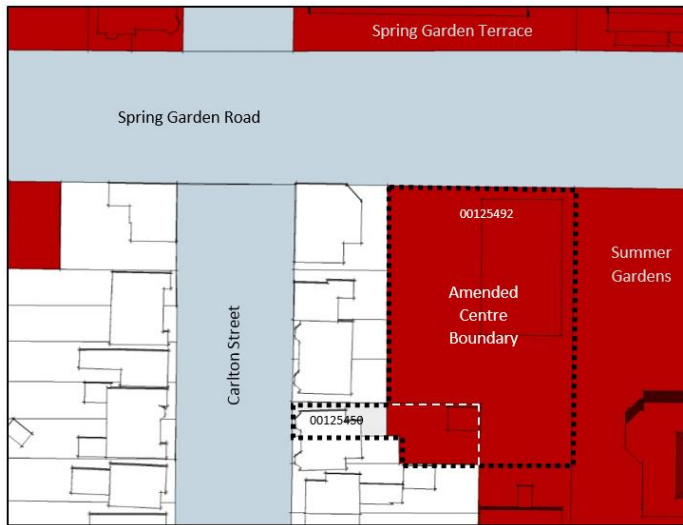 Spring Garden Terrace
Spring Garden Road
00125492
Summer
Gardens
Amended
Centre
Boundary
Carlton Street
00125450